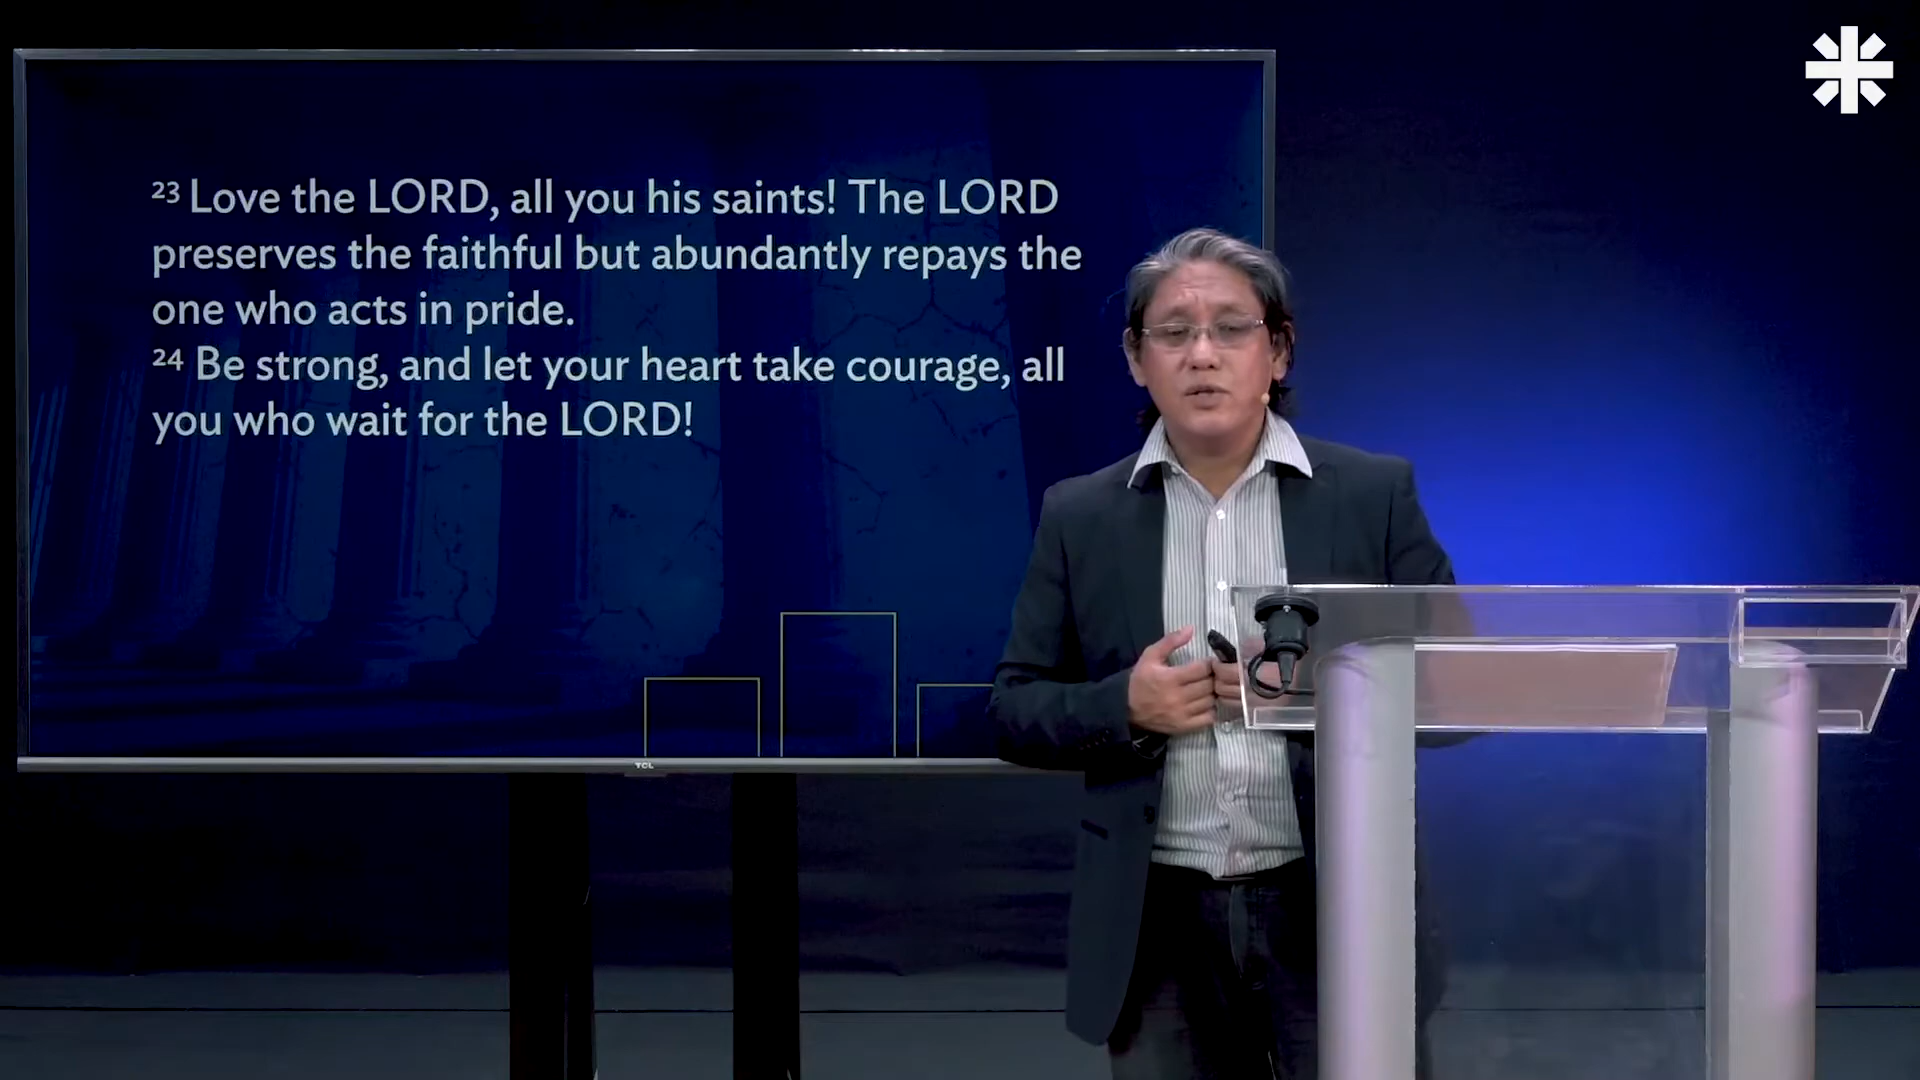 ²³ Love the LORD, all you his saints! The LORD
preserves the faithful but abundantly repays the
one who acts in pride.
²⁴ Be strong, and let your heart take courage, all
you who wait for the LORD!
TCL